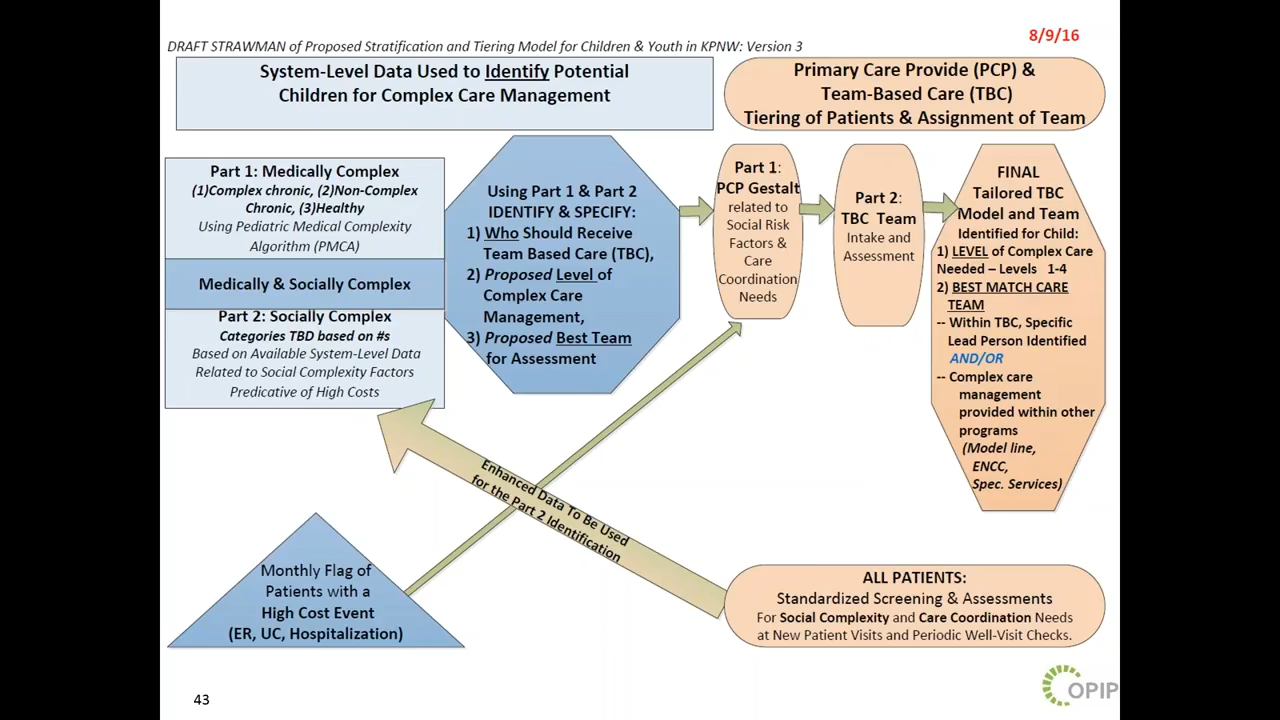 DRAFT STRAWMAN of Proposed Stratification and Tiering Model for Children & Youth in KPNW: Version 3
8/9/16
System-Level Data Used to Identify Potential
Children for Complex Care Management
Primary Care Provide (PCP) &
Team-Based Care (TBC)
Tiering of Patients & Assignment of Team
Part 1: Medically Complex
(1)Complex chronic, (2)Non-Complex
Chronic, (3)Healthy
Using Pediatric Medical Complexity
Algorithm (PMCA)
Medically & Socially Complex
Part 2: Socially Complex
Categories TBD based on #s
Based on Available System-Level Data
Related to Social Complexity Factors
Predicative of High Costs
Using Part 1 & Part 2
IDENTIFY & SPECIFY:
1) Who Should Receive
Team Based Care (TBC),
2) Proposed Level of
Complex Care
Management,
3) Proposed Best Team
for Assessment
Part 1:
PCP Gestalt
related to
Social Risk
Factors &
Care
Coordination
Needs
Part 2:
TBC Team
Intake and
Assessment
FINAL
Tailored TBC
Model and Team
Identified for Child:
1) LEVEL of Complex Care
Needed – Levels 1-4
2) BEST MATCH CARE
TEAM
-- Within TBC, Specific
Lead Person Identified
AND/OR
-- Complex care
management
provided within other
programs
(Model line,
ENCC,
Spec. Services)
Enhanced Data To Be Used
for the Part 2 Identification
Monthly Flag of
Patients with a
High Cost Event
(ER, UC, Hospitalization)
ALL PATIENTS:
Standardized Screening & Assessments
For Social Complexity and Care Coordination Needs
at New Patient Visits and Periodic Well-Visit Checks.
43
OPIP